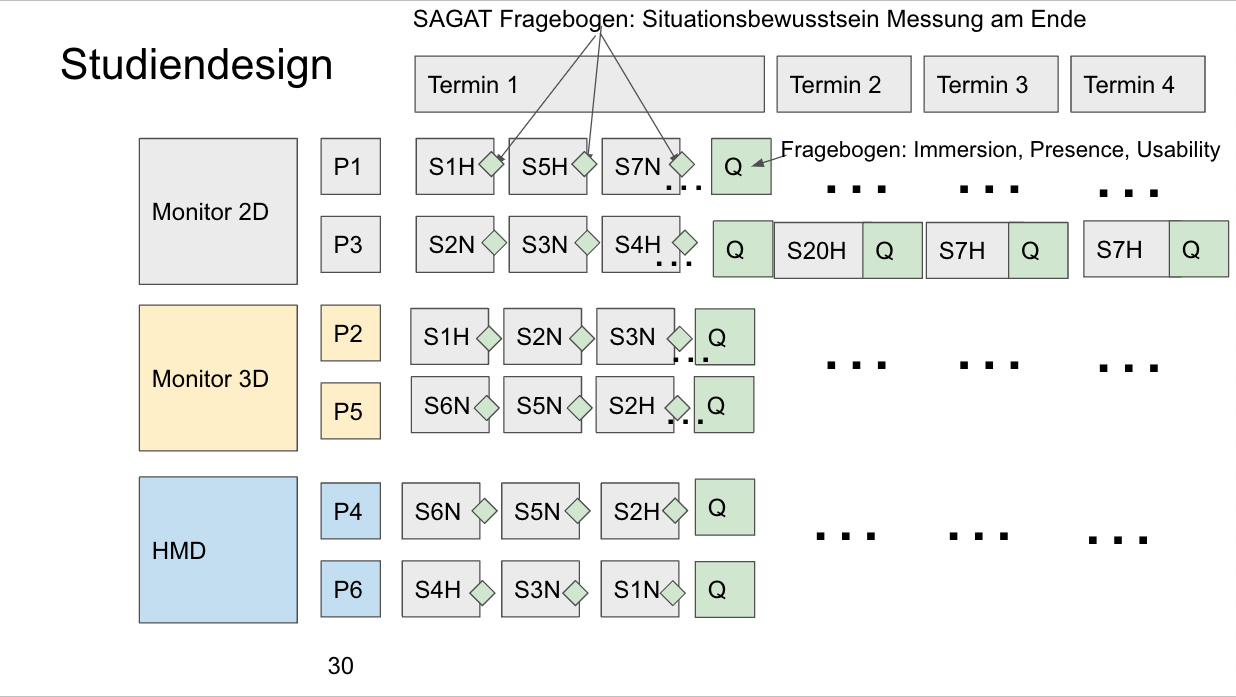 SAGAT Fragebogen: Situationsbewusstsein Messung am Ende
Studiendesign
Termin 1 Termin 2 Termin 3 Termin 4
Monitor 2D
P1 S1H S5H S7N ... Q Fragebogen: Immersion, Presence, Usability
... ... ...
P3 S2N S3N S4H ... Q S20H Q S7H Q S7H Q
Monitor 3D
P2 S1H S2N S3N ... Q
... ... ...
P5 S6N S5N S2H ... Q
HMD
P4 S6N S5N S2H Q
... ... ...
P6 S4H S3N S1N Q
30